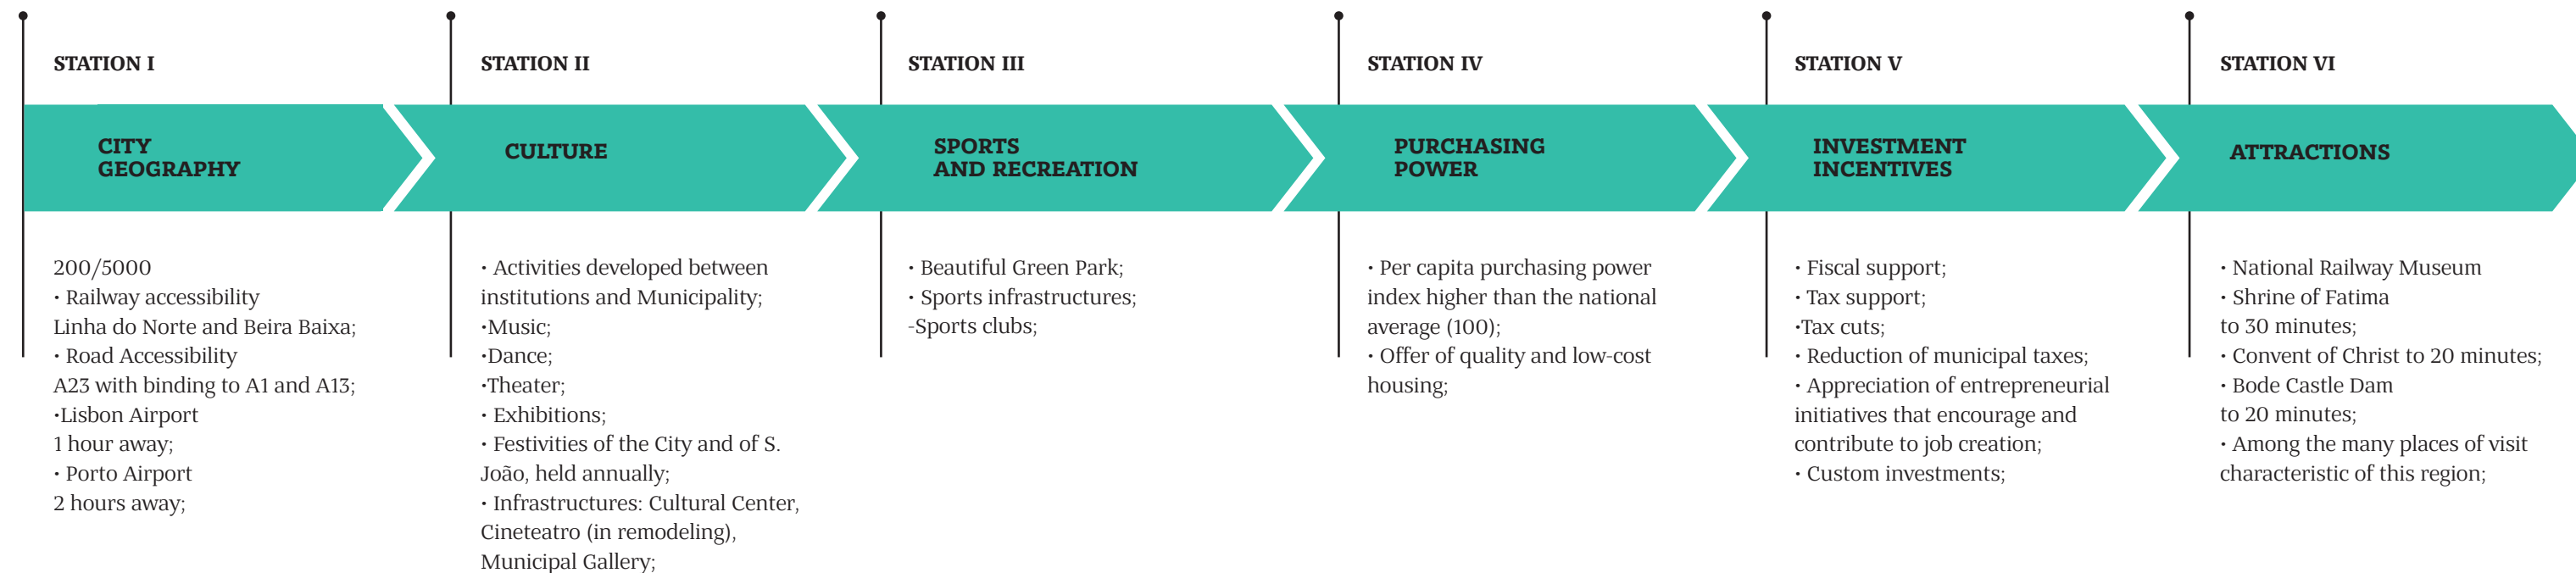 STATION I
CITY
GEOGRAPHY
200/5000
• Railway accessibility
Linha do Norte and Beira Baixa;
• Road Accessibility
A23 with binding to A1 and A13;
•Lisbon Airport
1 hour away;
• Porto Airport
2 hours away;
STATION II
CULTURE
• Activities developed between
institutions and Municipality;
•Music;
•Dance;
•Theater;
• Exhibitions;
• Festivities of the City and of S.
João, held annually;
• Infrastructures: Cultural Center,
Cineteatro (in remodeling),
Municipal Gallery;
STATION III
SPORTS
AND RECREATION
• Beautiful Green Park;
• Sports infrastructures;
-Sports clubs;
STATION IV
PURCHASING
POWER
• Per capita purchasing power
index higher than the national
average (100);
• Offer of quality and low-cost
housing;
STATION V
INVESTMENT
INCENTIVES
• Fiscal support;
• Tax support;
•Tax cuts;
• Reduction of municipal taxes;
• Appreciation of entrepreneurial
initiatives that encourage and
contribute to job creation;
• Custom investments;
STATION VI
ATTRACTIONS
• National Railway Museum
• Shrine of Fatima
to 30 minutes;
• Convent of Christ to 20 minutes;
• Bode Castle Dam
to 20 minutes;
• Among the many places of visit
characteristic of this region;